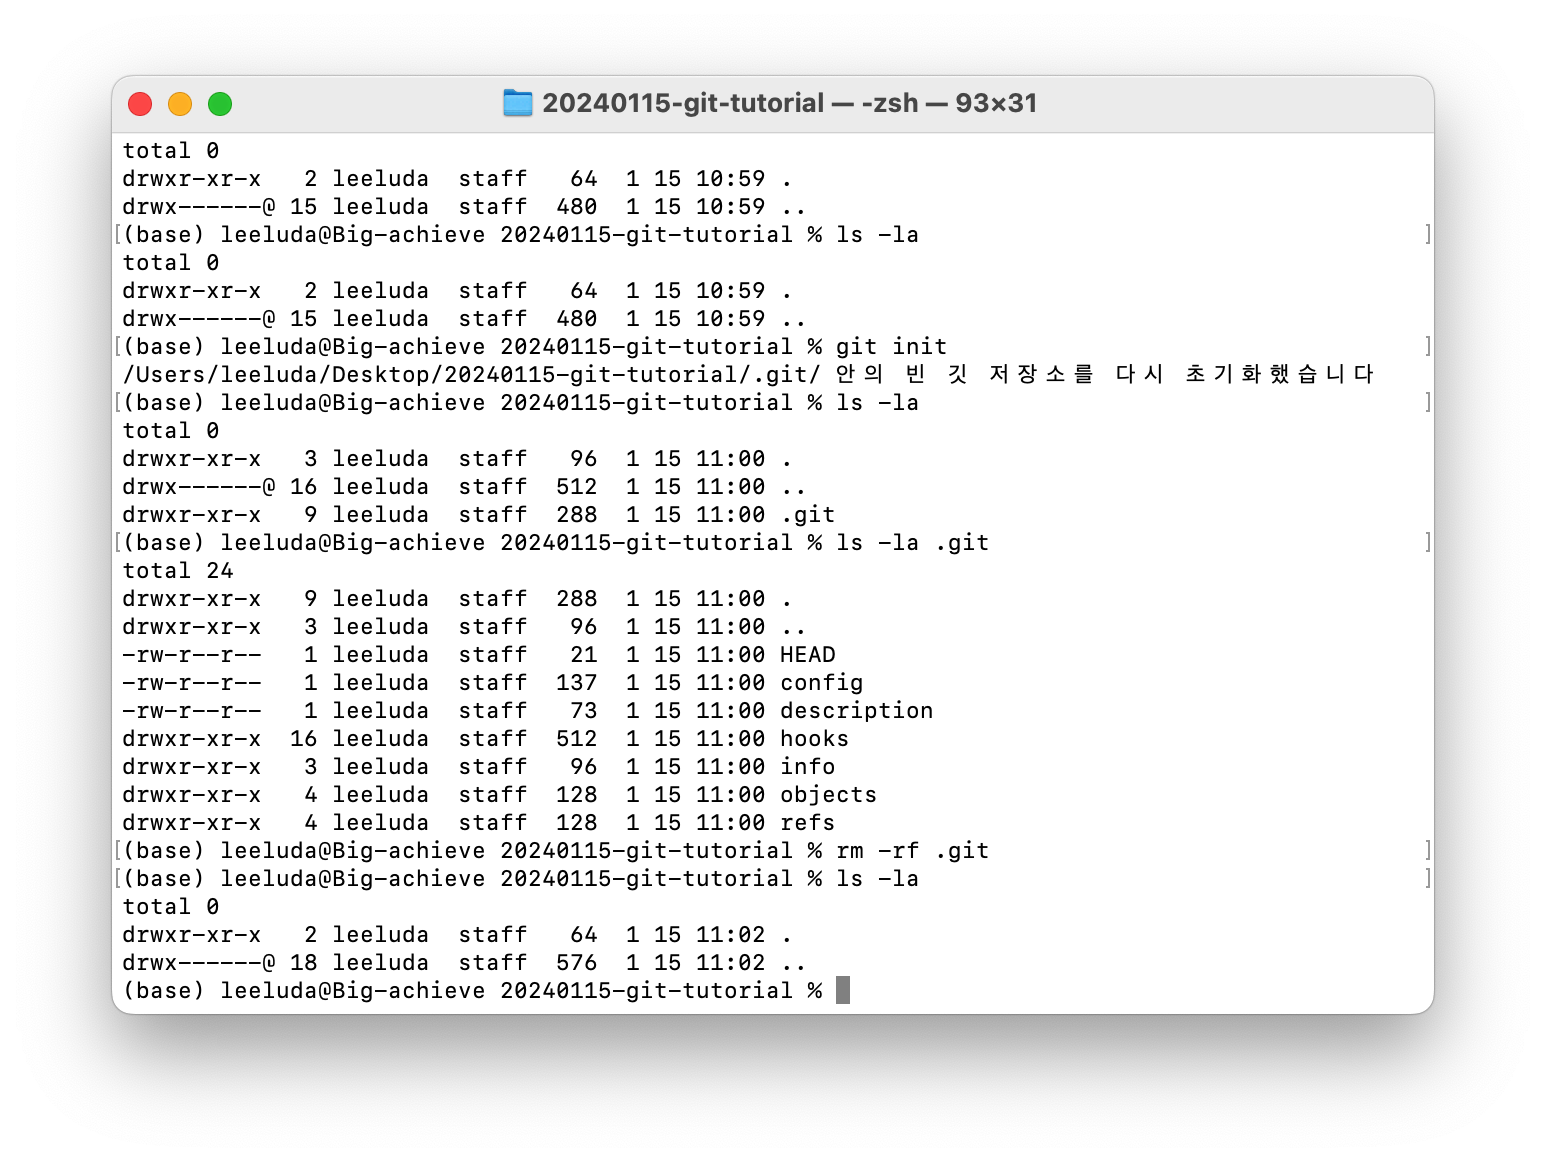 20240115-git-tutorial — -zsh — 93×31
total 0
drwxr-xr-x   2 leeluda  staff   64  1 15 10:59 .
drwx------@ 15 leeluda  staff  480  1 15 10:59 ..
[(base) leeluda@Big-achieve 20240115-git-tutorial % ls -la ]
total 0
drwxr-xr-x   2 leeluda  staff   64  1 15 10:59 .
drwx------@ 15 leeluda  staff  480  1 15 10:59 ..
[(base) leeluda@Big-achieve 20240115-git-tutorial % git init ]
/Users/leeluda/Desktop/20240115-git-tutorial/.git/ 안의 빈 깃 저장소를 다시 초기화했습니다
[(base) leeluda@Big-achieve 20240115-git-tutorial % ls -la ]
total 0
drwxr-xr-x   3 leeluda  staff   96  1 15 11:00 .
drwx------@ 16 leeluda  staff  512  1 15 11:00 ..
drwxr-xr-x   9 leeluda  staff  288  1 15 11:00 .git
[(base) leeluda@Big-achieve 20240115-git-tutorial % ls -la .git ]
total 24
drwxr-xr-x   9 leeluda  staff  288  1 15 11:00 .
drwxr-xr-x   3 leeluda  staff   96  1 15 11:00 ..
-rw-r--r--   1 leeluda  staff   21  1 15 11:00 HEAD
-rw-r--r--   1 leeluda  staff  137  1 15 11:00 config
-rw-r--r--   1 leeluda  staff   73  1 15 11:00 description
drwxr-xr-x  16 leeluda  staff  512  1 15 11:00 hooks
drwxr-xr-x   3 leeluda  staff   96  1 15 11:00 info
drwxr-xr-x   4 leeluda  staff  128  1 15 11:00 objects
drwxr-xr-x   4 leeluda  staff  128  1 15 11:00 refs
[(base) leeluda@Big-achieve 20240115-git-tutorial % rm -rf .git ]
[(base) leeluda@Big-achieve 20240115-git-tutorial % ls -la ]
total 0
drwxr-xr-x   2 leeluda  staff   64  1 15 11:02 .
drwx------@ 18 leeluda  staff  576  1 15 11:02 ..
(base) leeluda@Big-achieve 20240115-git-tutorial %